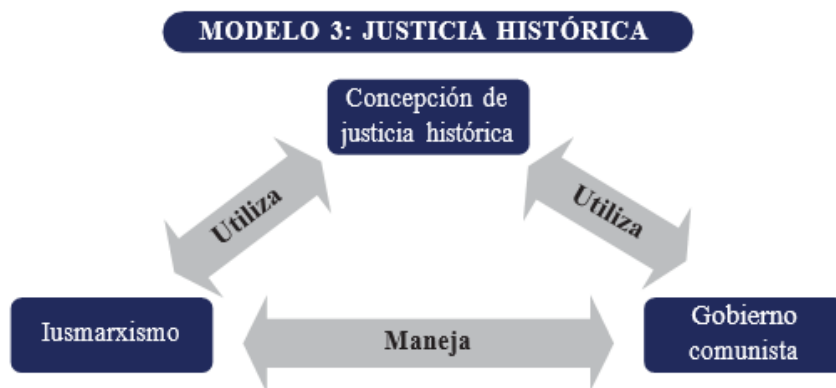 MODELO 3: JUSTICIA HISTÓRICA
Concepción de
justicia histórica
Utiliza
Utiliza
Iusmarxismo
Maneja
Gobierno
comunista